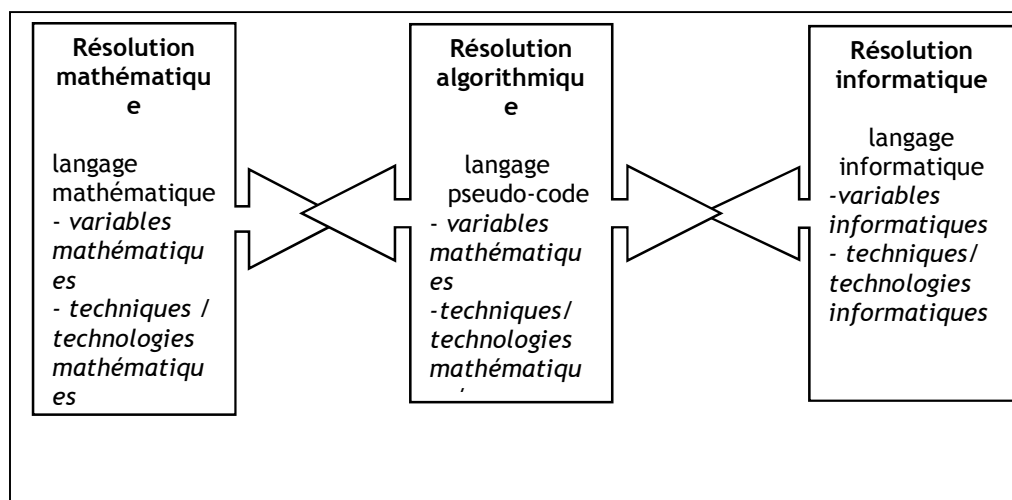 Résolution
mathématiqu
e
langage
mathématique
- variables
mathématiqu
es
- techniques /
technologies
mathématiqu
es
Résolution
algorithmiqu
e
langage
pseudo-code
- variables
mathématiqu
es
-techniques/
technologies
mathématiqu
Résolution
informatique
langage
informatique
-variables
informatiques
- techniques/
technologies
informatiques